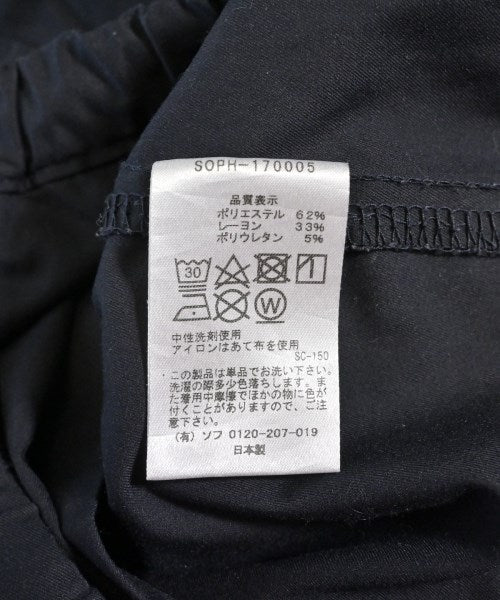 SOPH-170005
品質表示
ポリエステル 62%
レーヨン 33%
ポリウレタン 5%
30
W
中性洗剤使用
アイロンはあて布を使用
SC-150
・この製品は単品でお洗い下さい。
洗濯の際多少色落ちします。ま
た着用中摩擦でほかの物に色が
付くことがありますので、ご注
意下さい。
(有) ソフ 0120-207-019
日本製